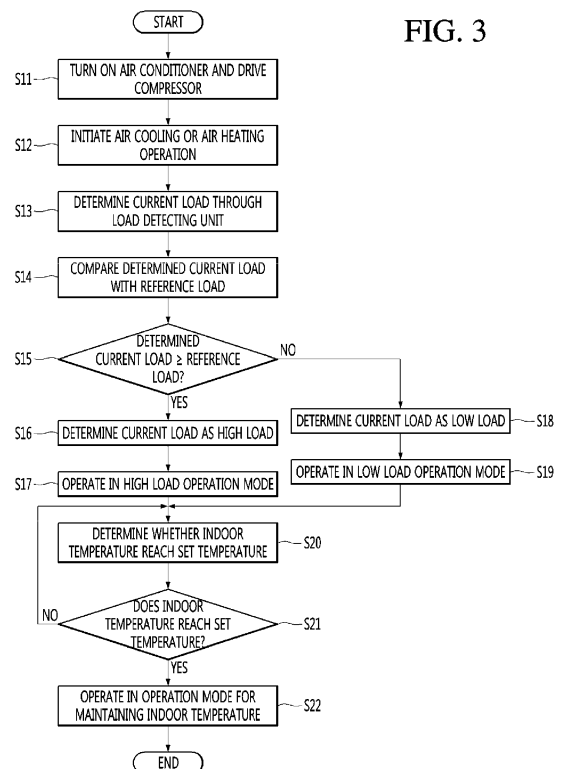 START
FIG. 3
S11
TURN ON AIR CONDITIONER AND DRIVE
COMPRESSOR
S12
INITIATE AIR COOLING OR AIR HEATING
OPERATION
S13
DETERMINE CURRENT LOAD THROUGH
LOAD DETECTING UNIT
S14
COMPARE DETERMINED CURRENT LOAD
WITH REFERENCE LOAD
S15
DETERMINED
CURRENT LOAD ≥ REFERENCE
LOAD?
NO
YES
S16
DETERMINE CURRENT LOAD AS HIGH LOAD
DETERMINE CURRENT LOAD AS LOW LOAD
S18
S17
OPERATE IN HIGH LOAD OPERATION MODE
OPERATE IN LOW LOAD OPERATION MODE
S19
DETERMINE WHETHER INDOOR
TEMPERATURE REACH SET TEMPERATURE
S20
NO
DOES INDOOR
TEMPERATURE REACH SET
TEMPERATURE?
S21
YES
OPERATE IN OPERATION MODE FOR
MAINTAINING INDOOR TEMPERATURE
S22
END